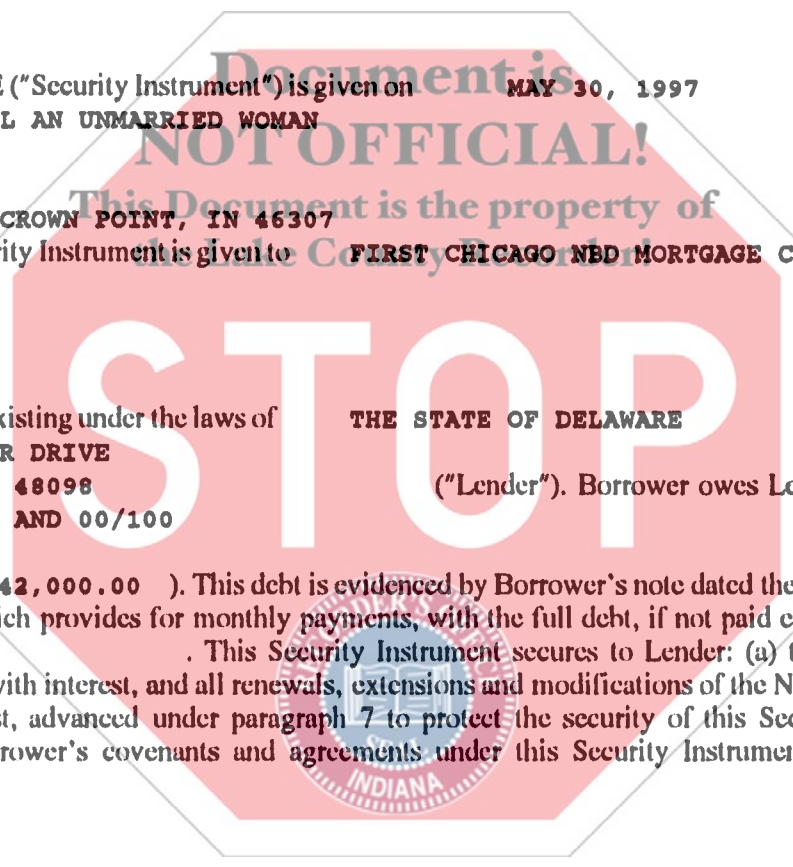 Document is
E ("Security Instrument") is given on MAY 30, 1997
L AN UNMARRIED WOMAN
NOT OFFICIAL!
This Document is the property of
CROWN POINT, IN 46307
the Lake County Recorder!
rity Instrument is given to FIRST CHICAGO NBD MORTGAGE C
STOP
xisting under the laws of THE STATE OF DELAWARE
R DRIVE
48098 ("Lender"). Borrower owes Le
AND 00/100
42,000.00 ). This debt is evidenced by Borrower's note dated the
ich provides for monthly payments, with the full debt, if not paid e
. This Security Instrument secures to Lender: (a) t
with interest, and all renewals, extensions and modifications of the N
st, advanced under paragraph 7 to protect the security of this Sec
rower's covenants and agreements under this Security Instrumen
RECORDER'S OFFICE
SEAL
INDIANA